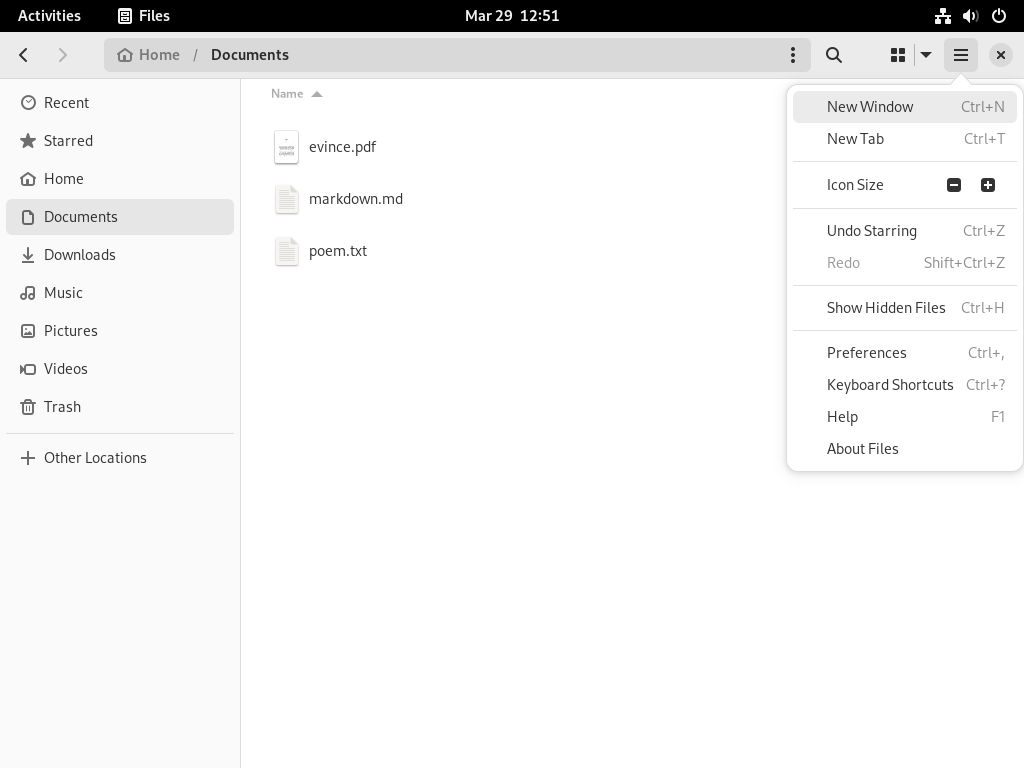 Activities Files Mar 29 12:51
Home / Documents
Recent
Starred
Home
Documents
Downloads
Music
Pictures
Videos
Trash
Other Locations
Name
evince.pdf
markdown.md
poem.txt
New Window Ctrl+N
New Tab Ctrl+T
Icon Size
Undo Starring Ctrl+Z
Redo Shift+Ctrl+Z
Show Hidden Files Ctrl+H
Preferences Ctrl+,
Keyboard Shortcuts Ctrl+?
Help F1
About Files